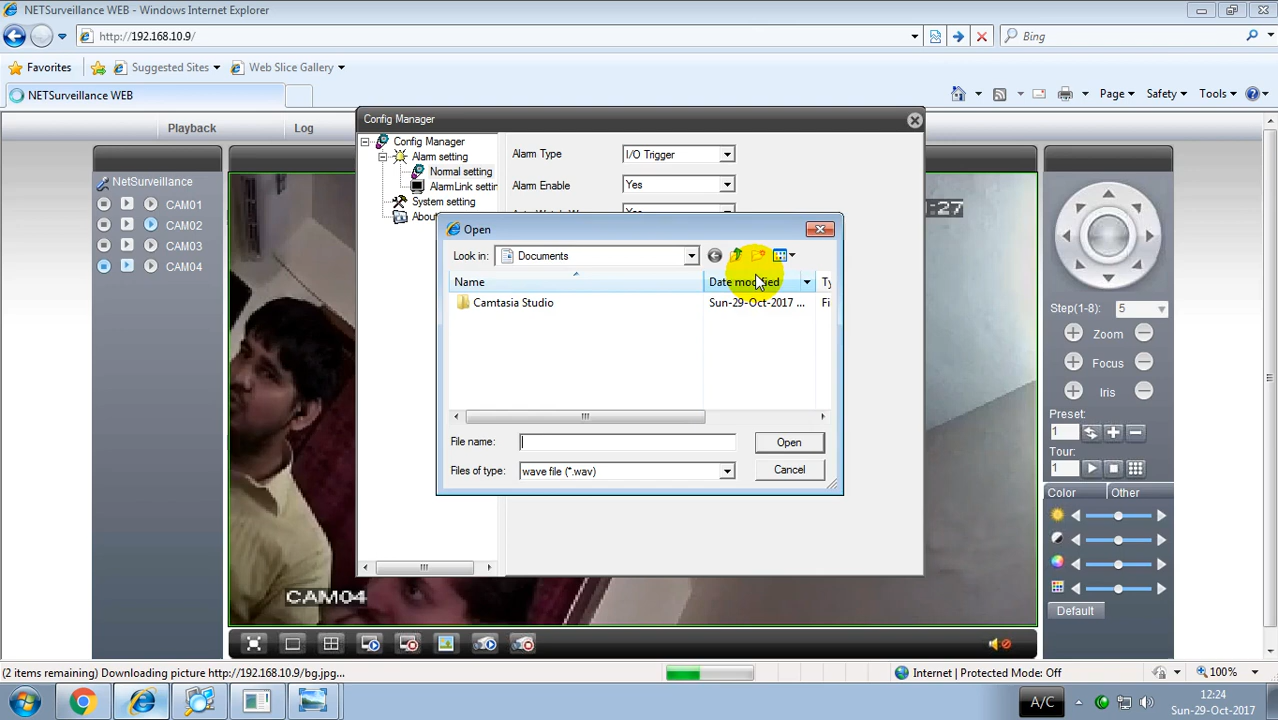 NETSurveillance WEB - Windows Internet Explorer
http://192.168.10.9/
Bing
Favorites
Suggested Sites
Web Slice Gallery
NETSurveillance WEB
Page
Safety
Tools
Playback
Log
Config Manager
NetSurveillance
CAM01
CAM02
CAM03
CAM04
Config Manager
Alarm setting
Normal setting
AlarmLink settin
System setting
Abou
Alarm Type
I/O Trigger
Alarm Enable
Yes
:27
Open
Look in:
Documents
Name
Date modified
Ty
Camtasia Studio
Sun-29-Oct-2017 ...
Fi
File name:
Open
Files of type:
wave file (*.wav)
Cancel
Step(1-8):
5
Zoom
Focus
Iris
Preset:
1
Tour:
1
Color
Other
Default
CAM04
(2 items remaining) Downloading picture http://192.168.10.9/bg.jpg...
Internet | Protected Mode: Off
100%
A/C
12:24
Sun-29-Oct-2017